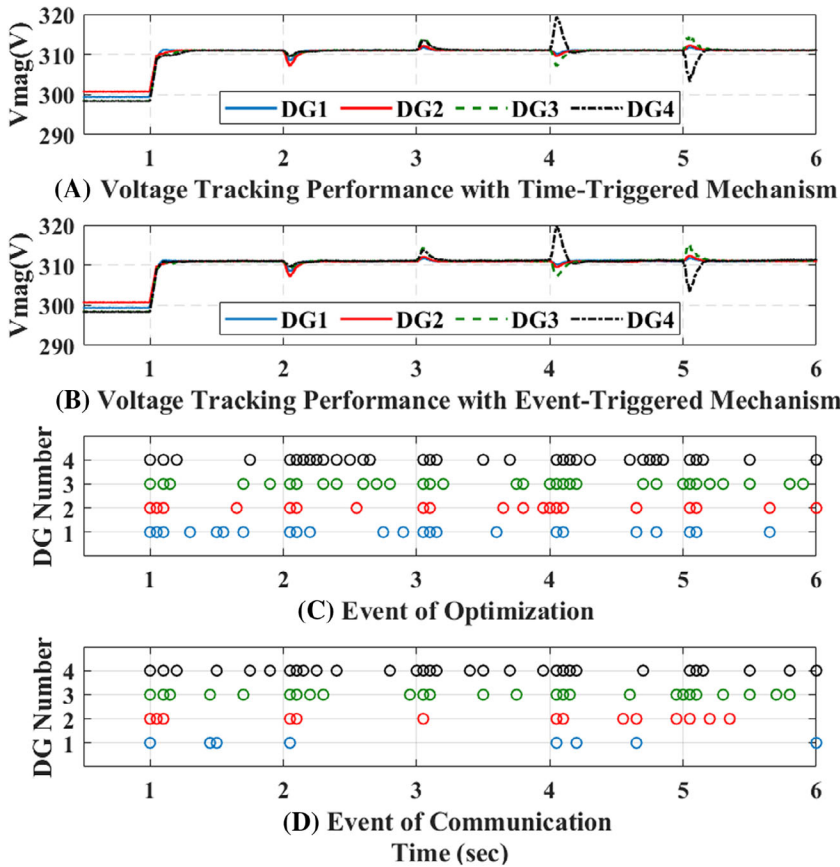 320
310
300
290
Vmag(V)
DG1 DG2 DG3 DG4
1 2 3 4 5 6
(A) Voltage Tracking Performance with Time-Triggered Mechanism
320
310
300
290
Vmag(V)
DG1 DG2 DG3 DG4
1 2 3 4 5 6
(B) Voltage Tracking Performance with Event-Triggered Mechanism
DG Number
4
3
2
1
1 2 3 4 5 6
(C) Event of Optimization
DG Number
4
3
2
1
1 2 3 4 5 6
(D) Event of Communication
Time (sec)